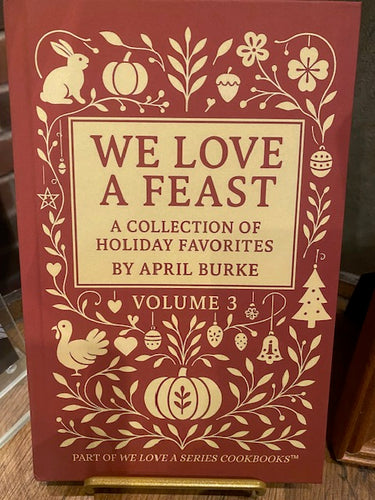 WE LOVE
A FEAST
A COLLECTION OF
HOLIDAY FAVORITES
BY APRIL BURKE
VOLUME 3
PART OF WE LOVE A SERIES COOKBOOKS™